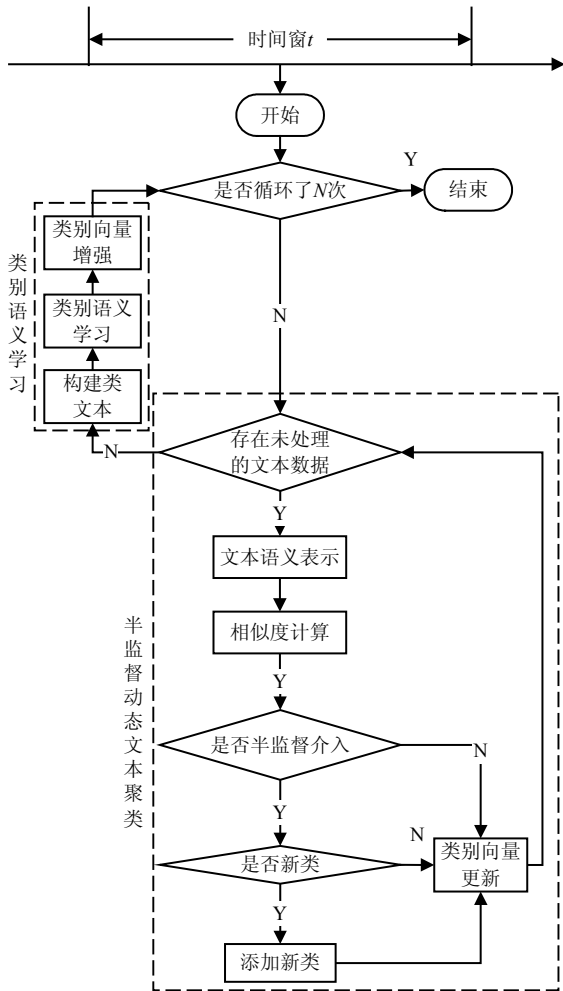 时间窗t
开始
是否循环了N次
Y
结束
类别向量
增强
类别语义
学习
构建类
文本
类别语义学习
N
存在未处理
的文本数据
N
Y
文本语义表示
相似度计算
Y
半监督动态文本聚类
是否半监督介入
N
Y
是否新类
N
类别向量
更新
Y
添加新类